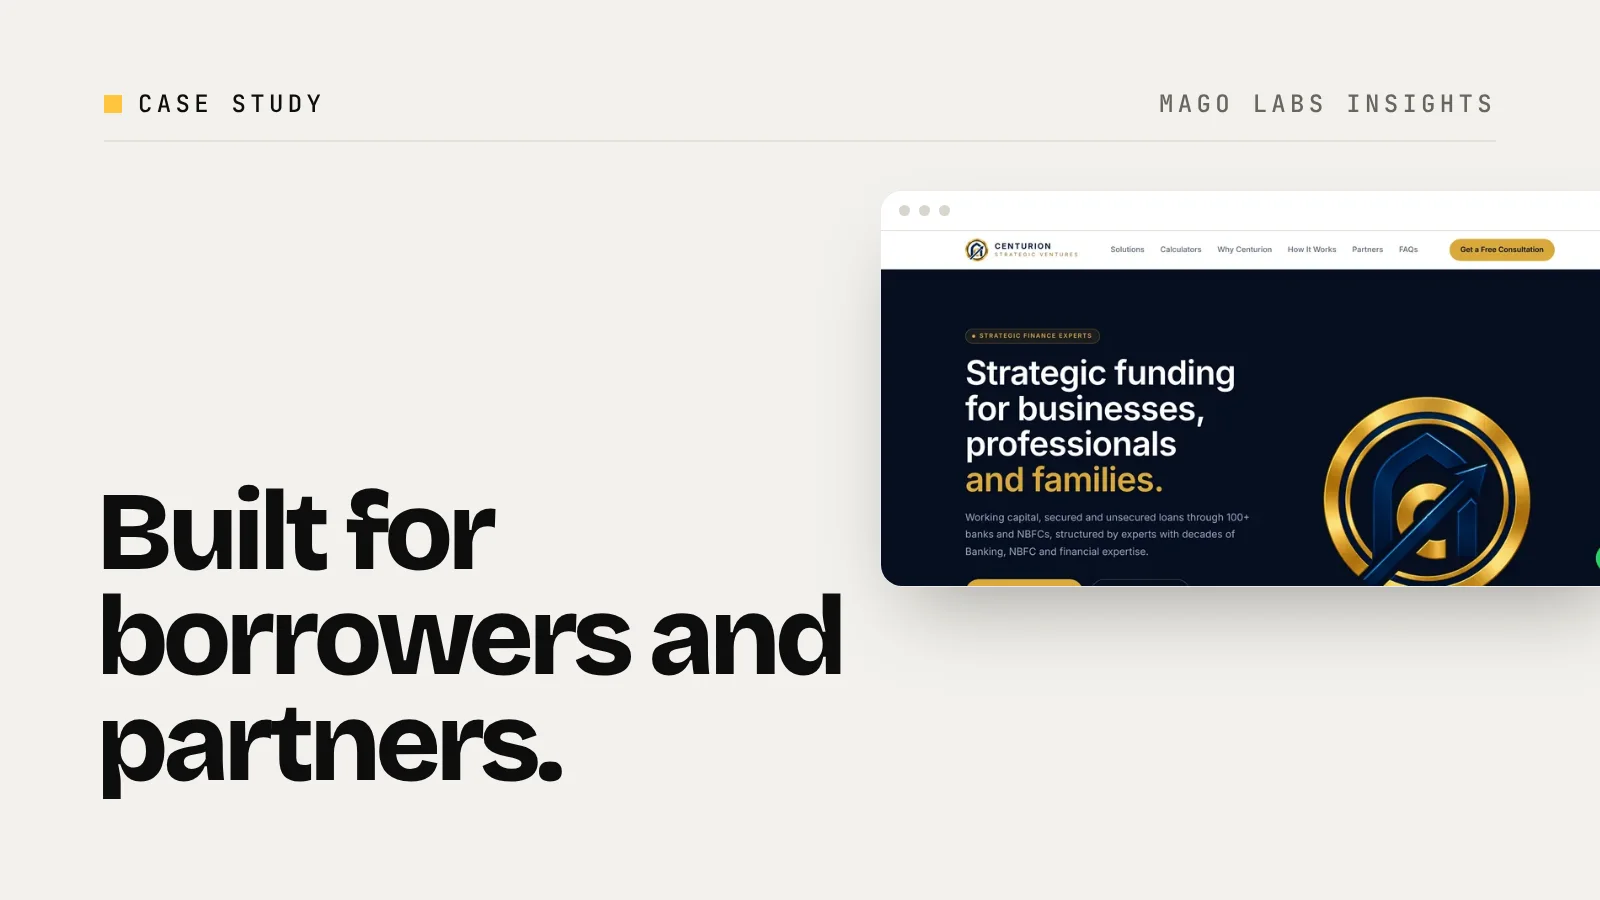 CASE STUDY
MAGO LABS INSIGHTS
CENTURION
STRATEGIC VENTURES
Solutions Calculators Why Centurion How It Works Partners FAQs
Get a Free Consultation
STRATEGIC FINANCE EXPERTS
Strategic funding
for businesses,
professionals
and families.
Working capital, secured and unsecured loans through 100+
banks and NBFCs, structured by experts with decades of
Banking, NBFC and financial expertise.
Built for
borrowers and
partners.